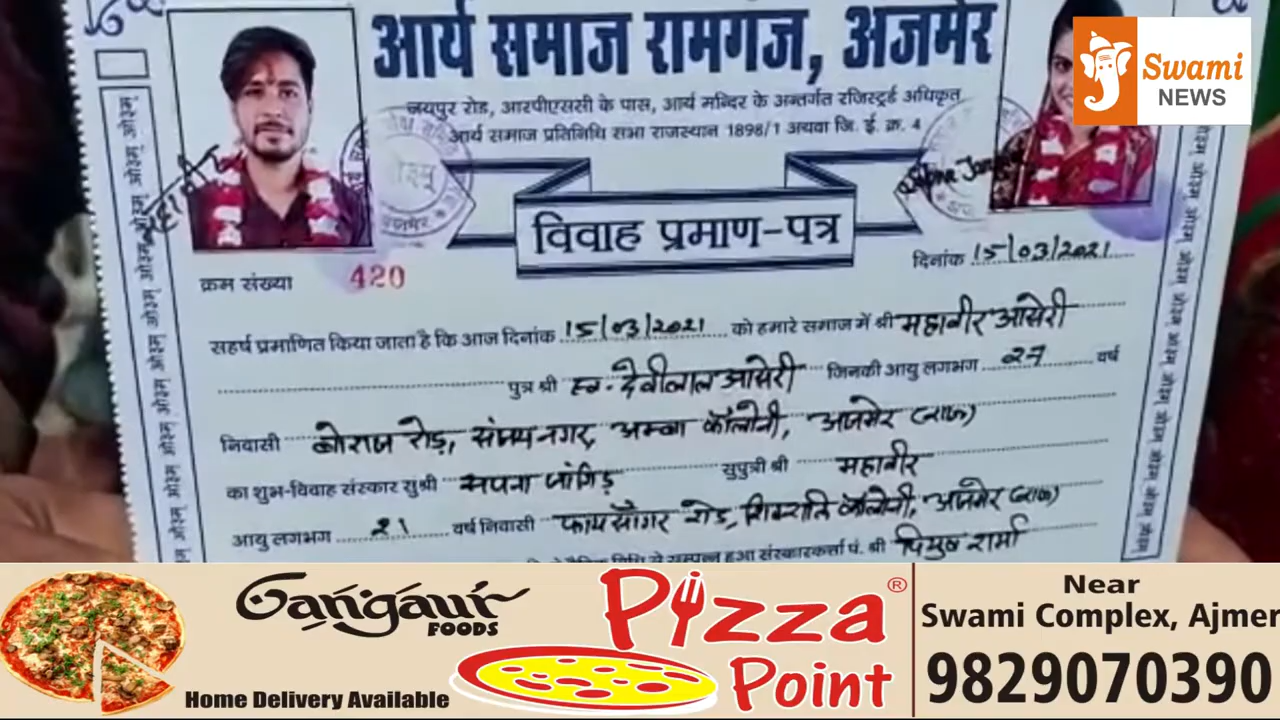 आर्य समाज रामगंज, अजमेर
Swami
NEWS
जयपुर रोड, आरपीएससी के पास, आर्य मन्दिर के अन्तर्गत रजिस्टर्ड अधिकृत
आर्य समाज प्रतिनिधि सभा राजस्थान 1898/1 अथवा जि. ई. क्र. 4
विवाह प्रमाण-पत्र
दिनांक 15/03/2021
क्रम संख्या 420
सहर्ष प्रमाणित किया जाता है कि आज दिनांक 15/03/2021 को हमारे समाज में श्री महावीर आसेरी
पुत्र श्री स्व. देवीलाल आसेरी जिनकी आयु लगभग 27 वर्ष
निवासी बोराज रोड़, संजय नगर, अम्बा कॉलोनी, अजमेर (राज)
का शुभ-विवाह संस्कार सुश्री सपना जांगिड़ सुपुत्री श्री महावीर
आयु लगभग 21 वर्ष निवासी फायसागर रोड, कॉलोनी, अजमेर (राज)
विधि से सम्पन्न हुआ संस्कारकर्ता पं. श्री पियुष शर्मा
Gangaur
FOODS
Home Delivery Available
Pizza®
Point
Near
Swami Complex, Ajmer
9829070390